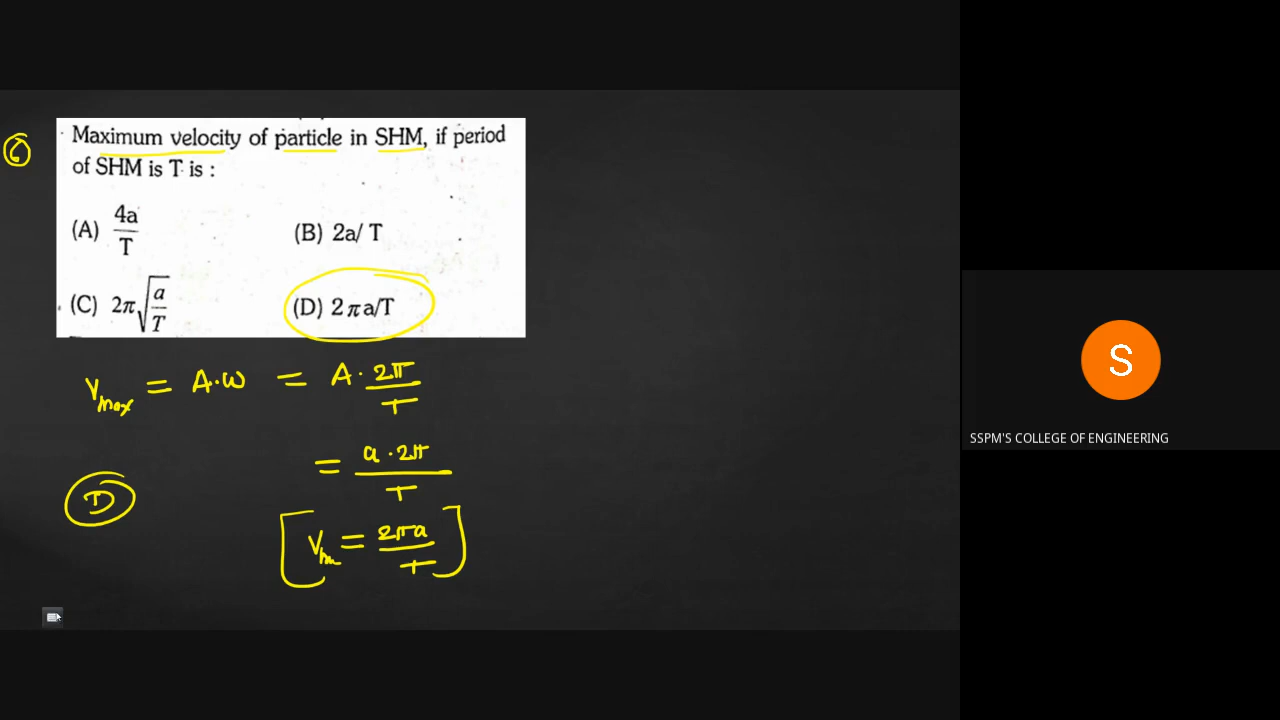 6
Maximum velocity of particle in SHM, if period
of SHM is T is :
(A) 4a/T
(B) 2a/ T
(C) 2π√(a/T)
(D) 2 π a/T
Vmax = A·ω = A · 2π/T
= a · 2π/T
D
[Vm = 2πa/T]
S
SSPM'S COLLEGE OF ENGINEERING